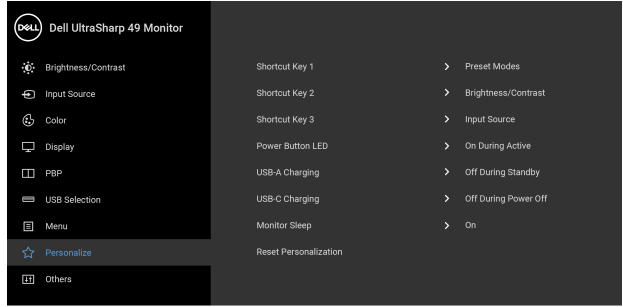 DELL Dell UltraSharp 49 Monitor
Brightness/Contrast
Input Source
Color
Display
PBP
USB Selection
Menu
Personalize
Others
Shortcut Key 1 > Preset Modes
Shortcut Key 2 > Brightness/Contrast
Shortcut Key 3 > Input Source
Power Button LED > On During Active
USB-A Charging > Off During Standby
USB-C Charging > Off During Power Off
Monitor Sleep > On
Reset Personalization